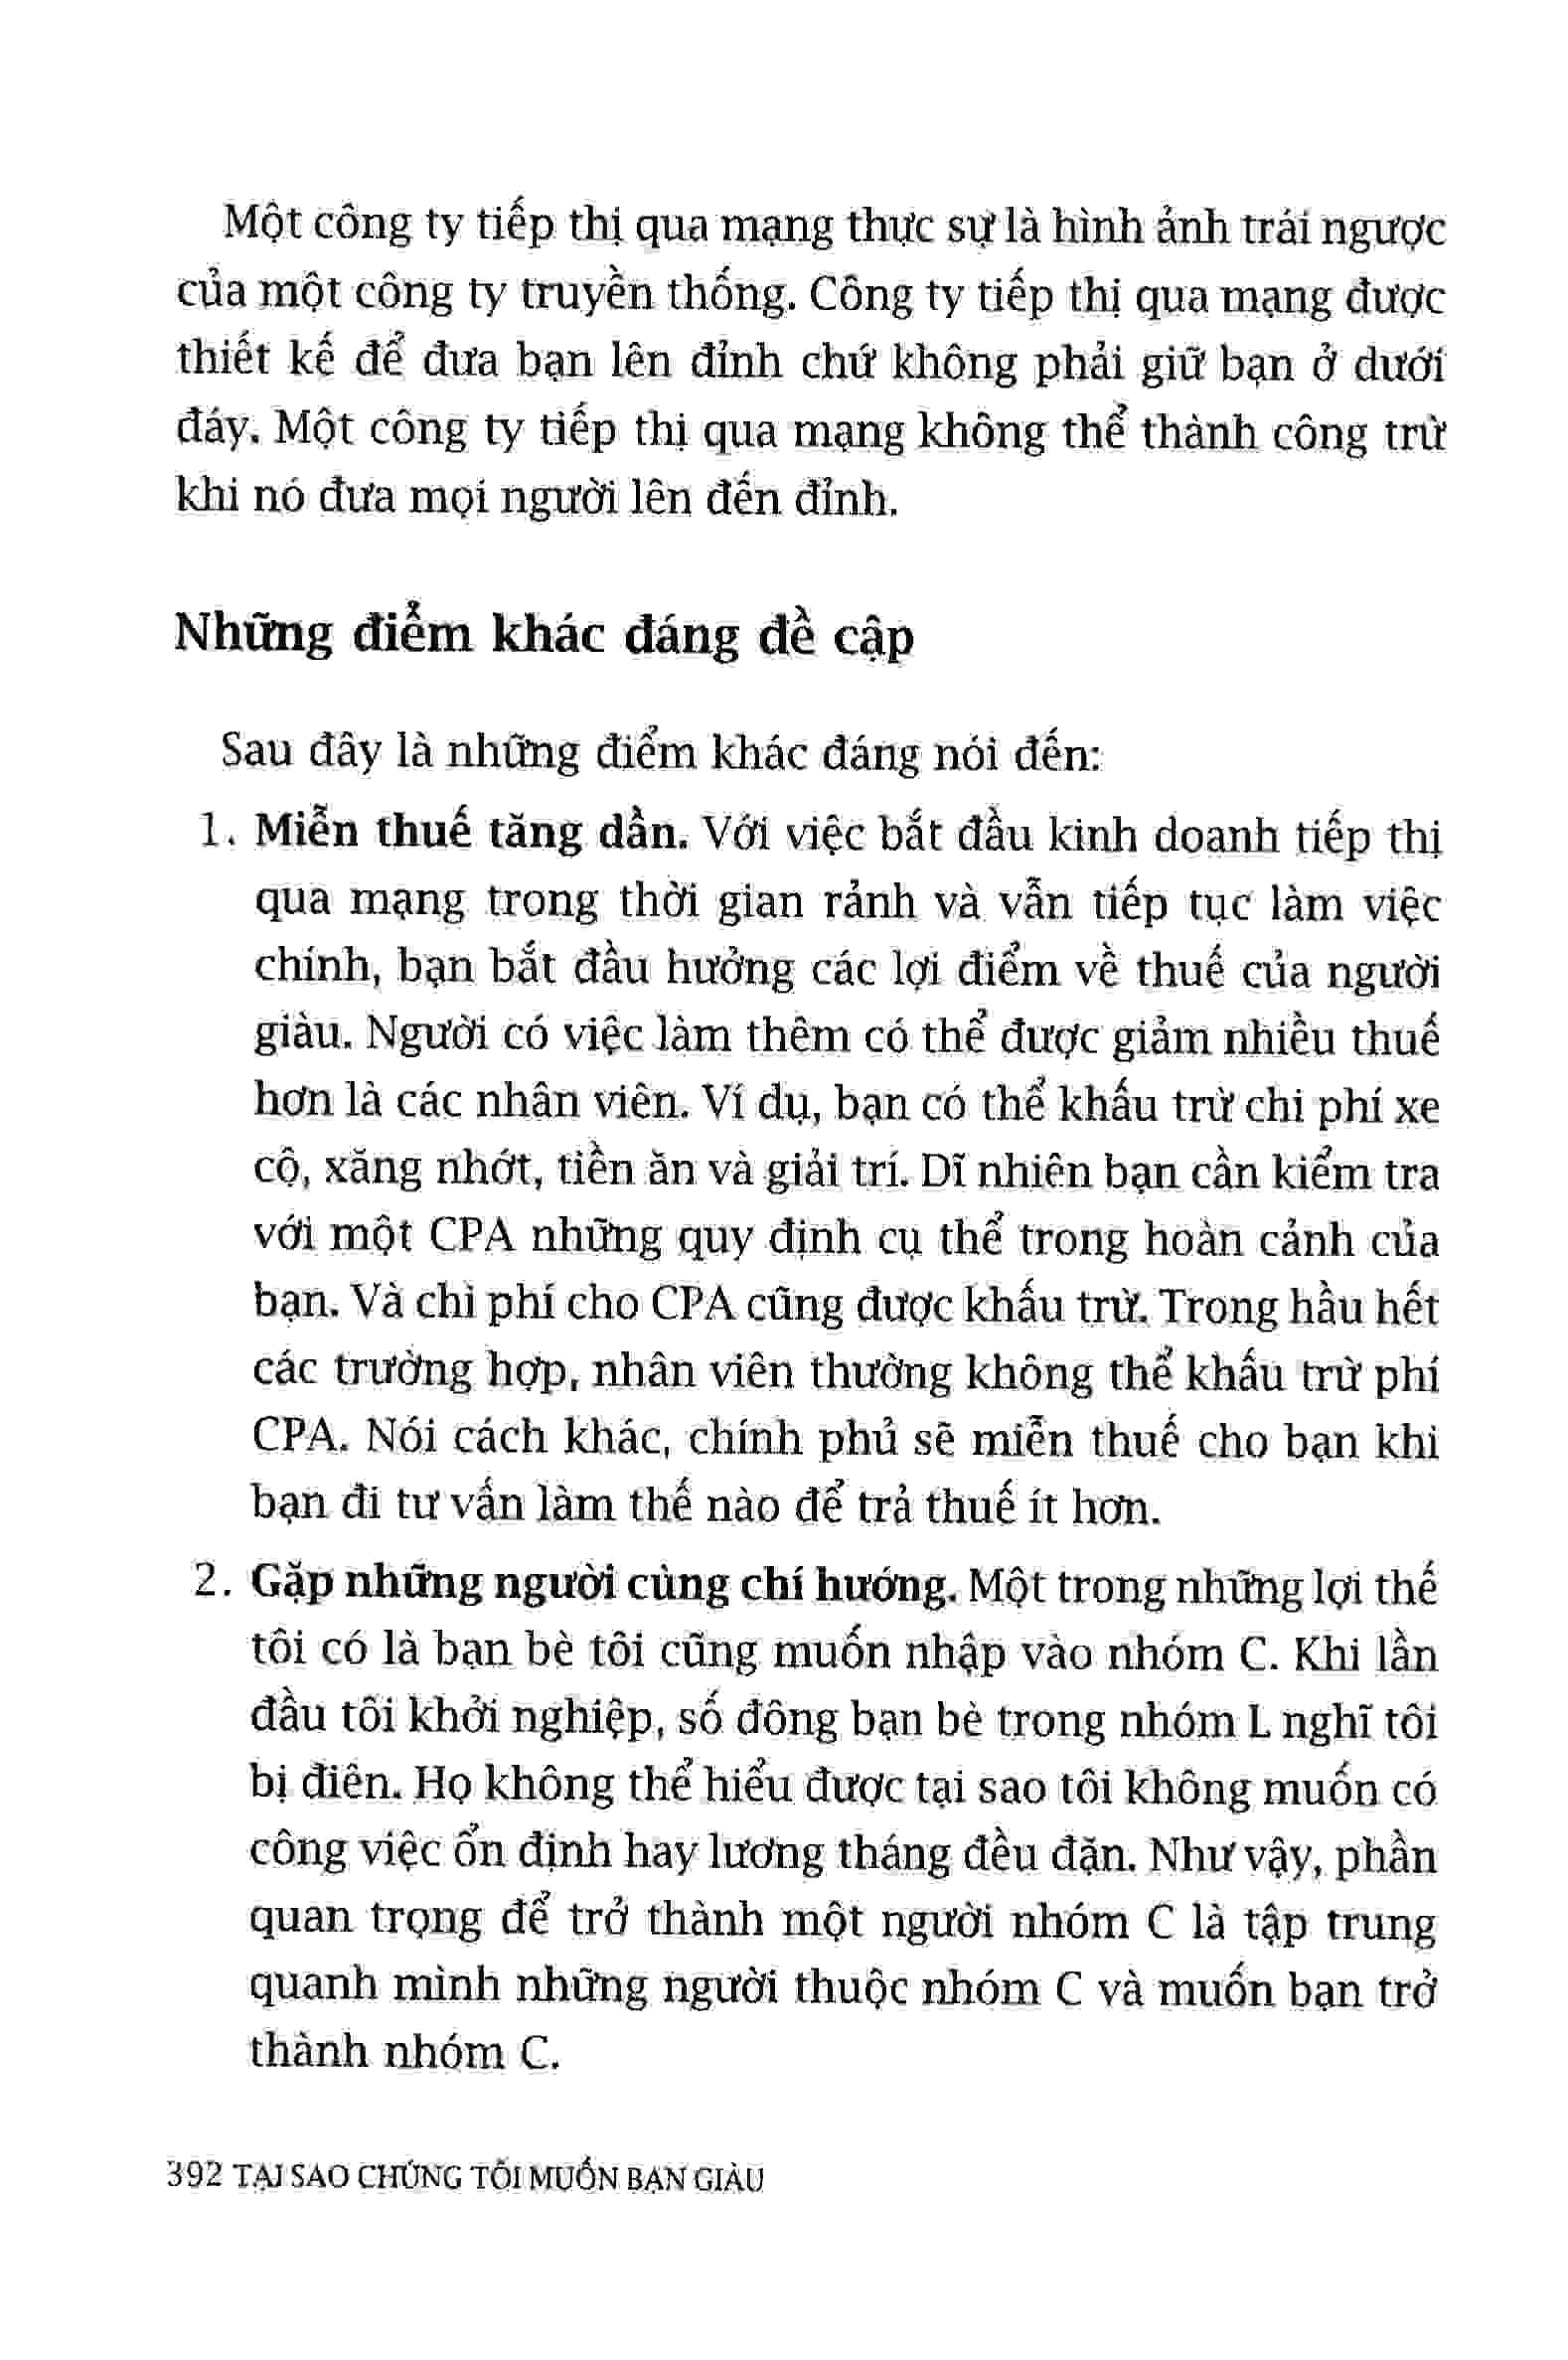 Một công ty tiếp thị qua mạng thực sự là hình ảnh trái ngược
của một công ty truyền thống. Công ty tiếp thị qua mạng được
thiết kế để đưa bạn lên đỉnh chứ không phải giữ bạn ở dưới
đáy. Một công ty tiếp thị qua mạng không thể thành công trừ
khi nó đưa mọi người lên đến đỉnh.
Những điểm khác đáng đề cập
Sau đây là những điểm khác đáng nói đến:
1. Miễn thuế tăng dần. Với việc bắt đầu kinh doanh tiếp thị
qua mạng trong thời gian rảnh và vẫn tiếp tục làm việc
chính, bạn bắt đầu hưởng các lợi điểm về thuế của người
giàu. Người có việc làm thêm có thể được giảm nhiều thuế
hơn là các nhân viên. Ví dụ, bạn có thể khấu trừ chi phí xe
cộ, xăng nhớt, tiền ăn và giải trí. Dĩ nhiên bạn cần kiểm tra
với một CPA những quy định cụ thể trong hoàn cảnh của
bạn. Và chi phí cho CPA cũng được khấu trừ. Trong hầu hết
các trường hợp, nhân viên thường không thể khấu trừ phí
CPA. Nói cách khác, chính phủ sẽ miễn thuế cho bạn khi
bạn đi tư vấn làm thế nào để trả thuế ít hơn.
2. Gặp những người cùng chí hướng. Một trong những lợi thế
tôi có là bạn bè tôi cũng muốn nhập vào nhóm C. Khi lần
đầu tôi khởi nghiệp, số đông bạn bè trong nhóm L nghĩ tôi
bị điên. Họ không thể hiểu được tại sao tôi không muốn có
công việc ổn định hay lương tháng đều đặn. Như vậy, phần
quan trọng để trở thành một người nhóm C là tập trung
quanh mình những người thuộc nhóm C và muốn bạn trở
thành nhóm C.
392 TẠI SAO CHÚNG TÔI MUỐN BẠN GIÀU